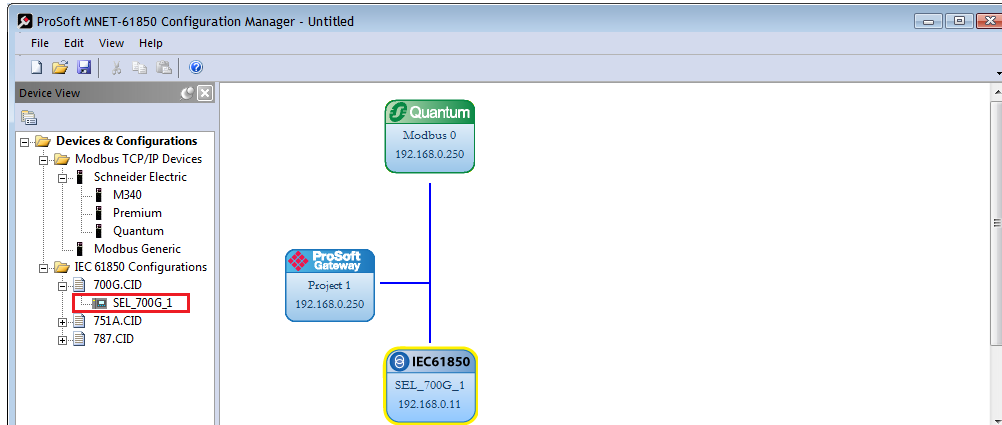 ProSoft MNET-61850 Configuration Manager - Untitled
File Edit View Help
Device View
Devices & Configurations
Modbus TCP/IP Devices
Schneider Electric
M340
Premium
Quantum
Modbus Generic
IEC 61850 Configurations
700G.CID
SEL_700G_1
751A.CID
787.CID
Quantum
Modbus 0
192.168.0.250
ProSoft
Gateway
Project 1
192.168.0.250
IEC61850
SEL_700G_1
192.168.0.11